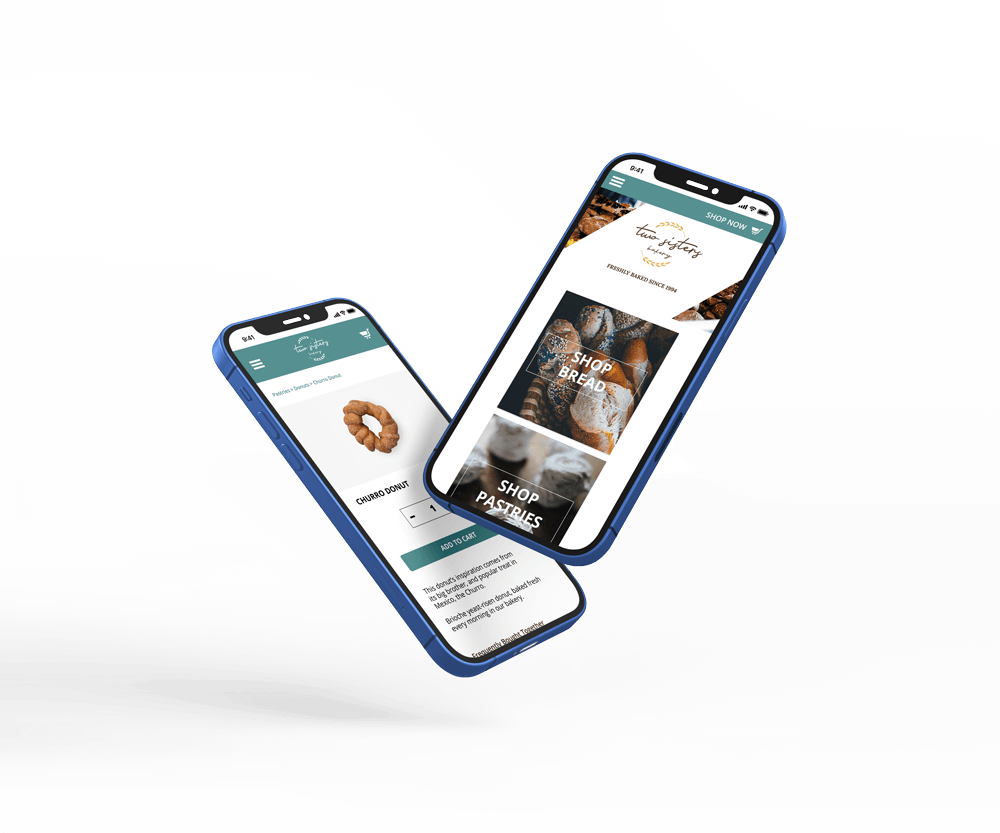 9:41
two sisters
bakery
Pastries > Donuts > Churro Donut
CHURRO DONUT
- 1
ADD TO CART
This donut's inspiration comes from
its big brother, and popular treat in
Mexico, the Churro.
Brioche yeast-risen donut, baked fresh
every morning in our bakery.
Frequently Bought Together
9:41
SHOP NOW
two sisters
bakery
FRESHLY BAKED SINCE 1994
SHOP
BREAD
SHOP
PASTRIES